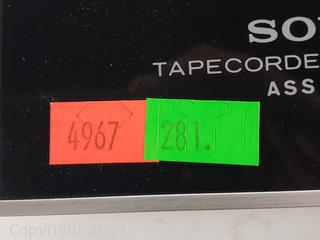 SO
TAPECORDE
ASS
4967 281.
Copyright 2024